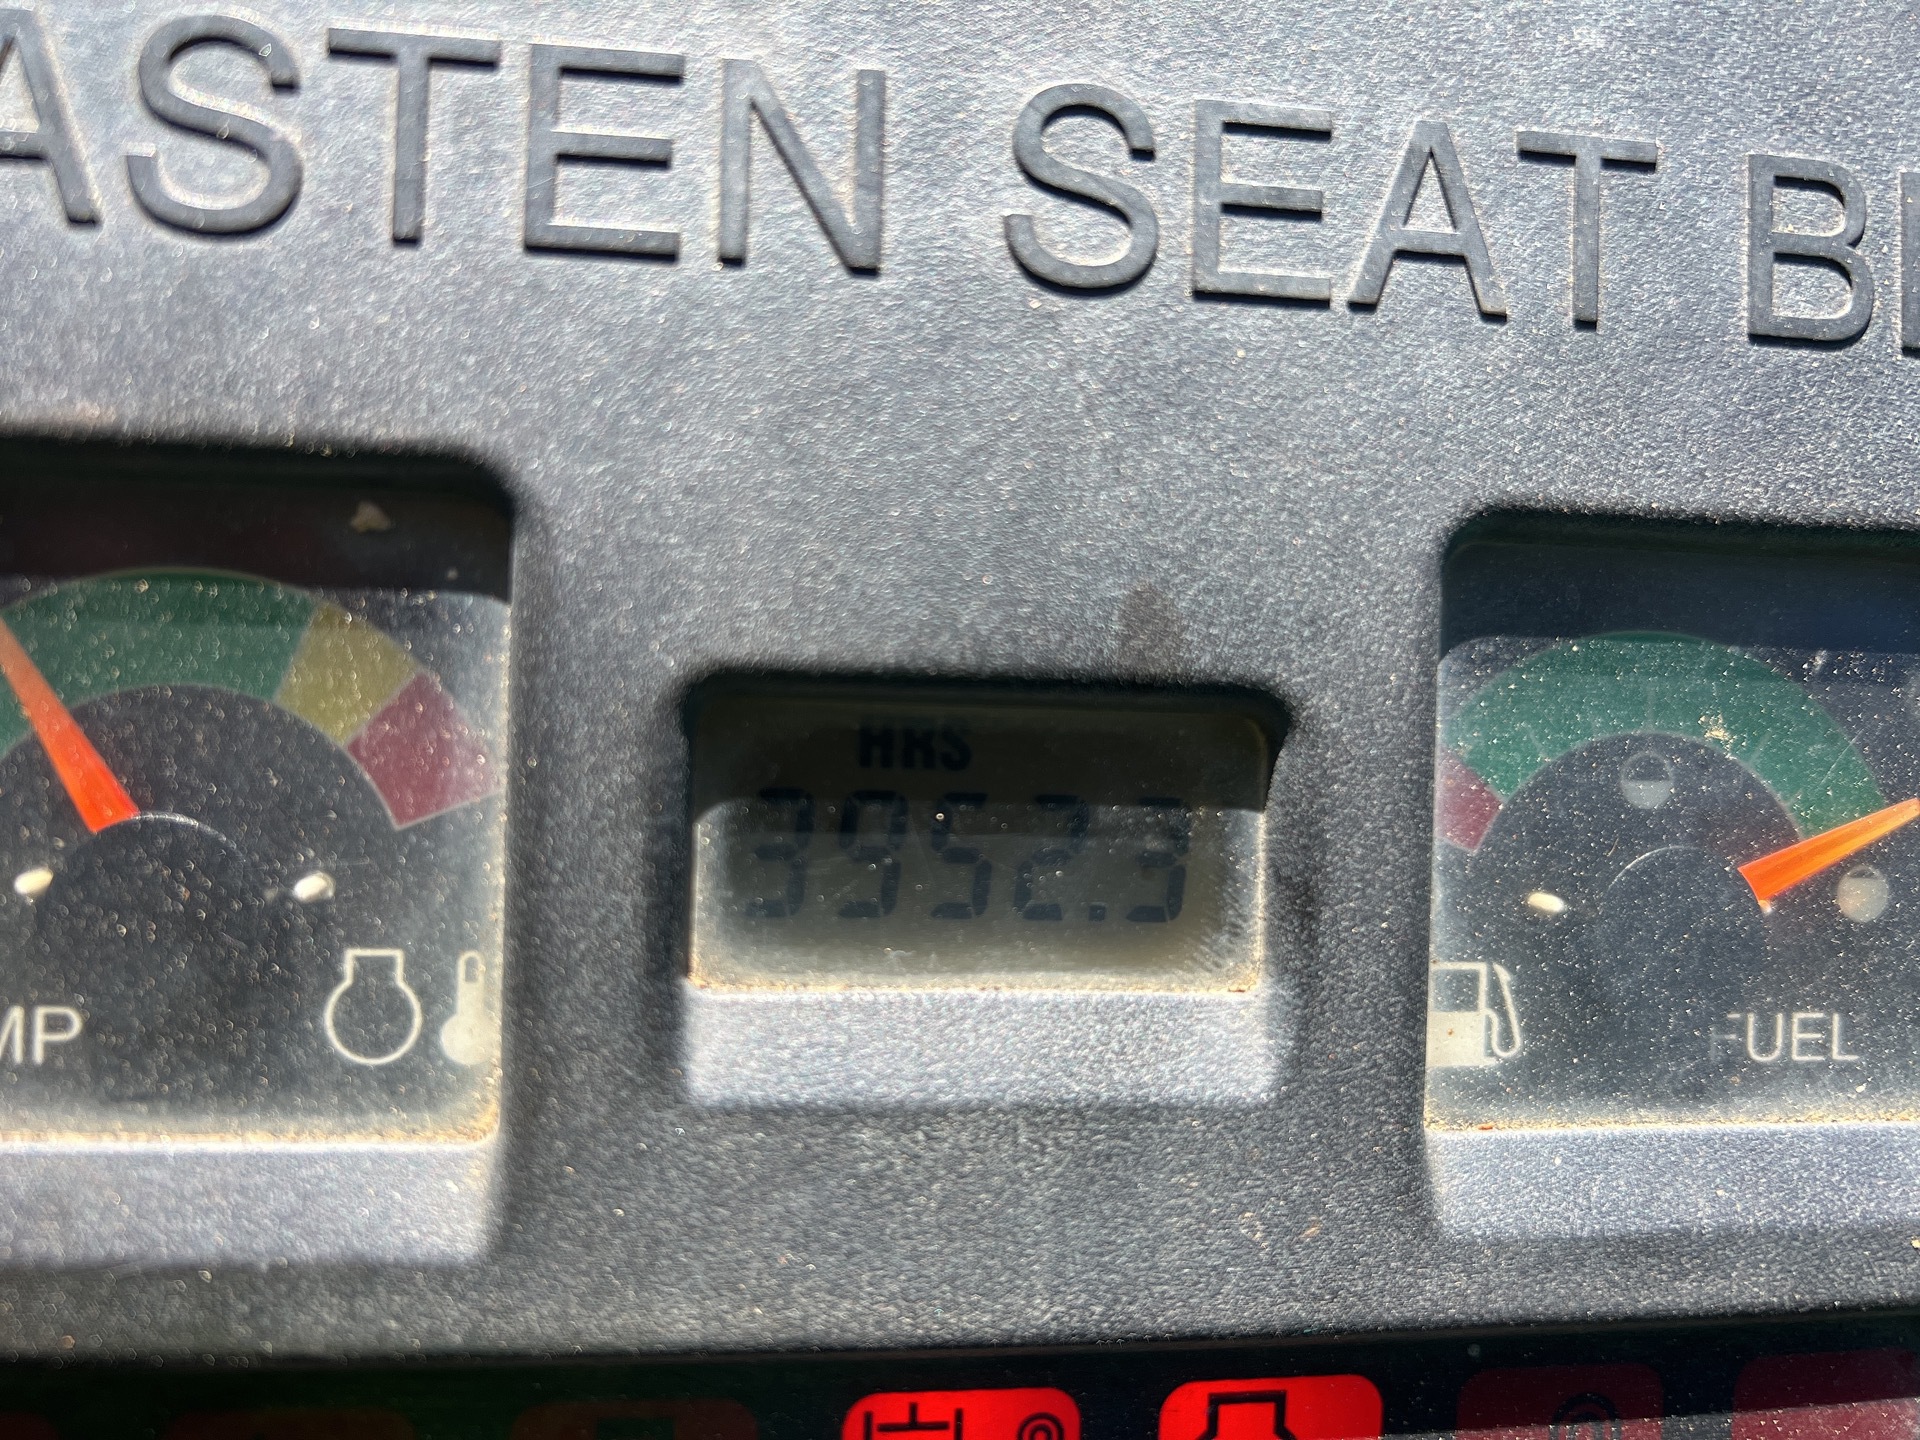 ASTEN SEAT B
HRS
3952.3
MP
FUEL